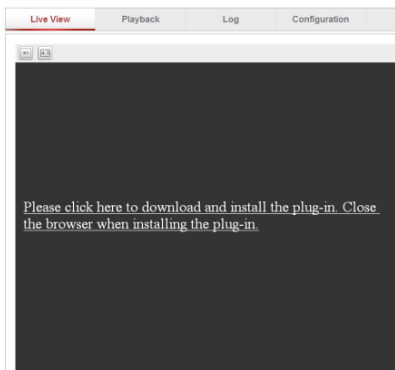 Live View
Playback
Log
Configuration
Please click here to download and install the plug-in. Close
the browser when installing the plug-in.